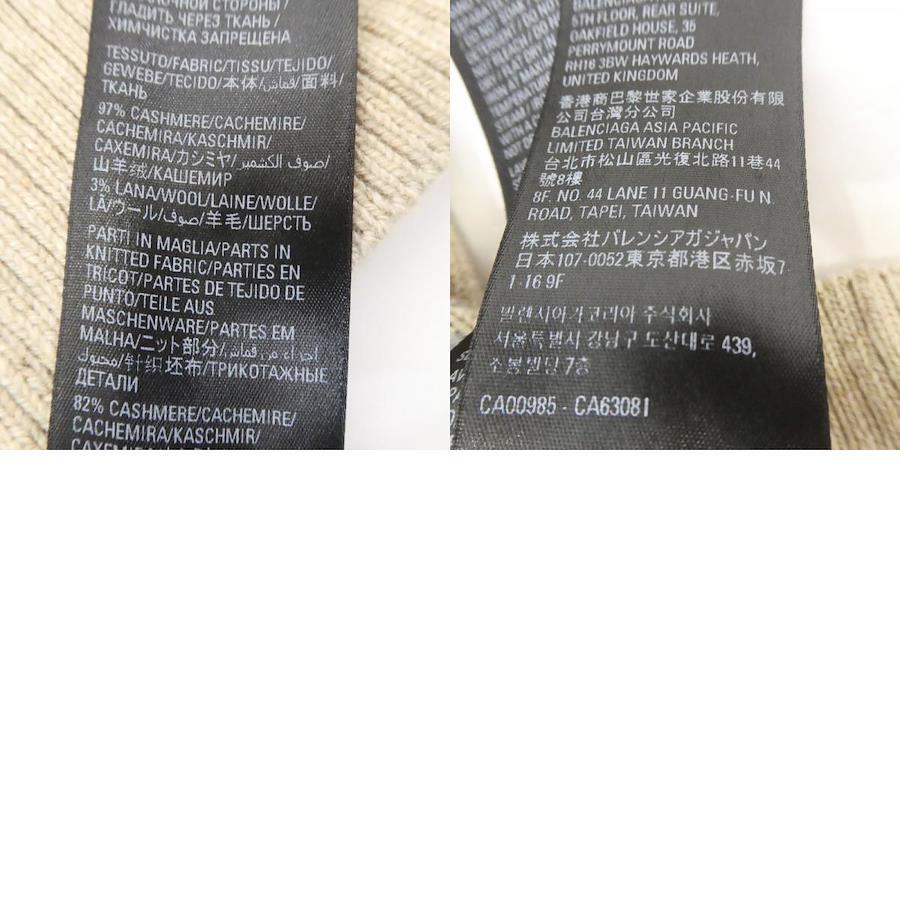 ГЛАДИТЬ ЧЕРЕЗ ТКАНЬ /
ХИМЧИСТКА ЗАПРЕЩЕНА
TESSUTO/FABRIC/TISSU/TEJIDO/
GEWEBE/TECIDO/本体/قماش/面料/
ТКАНЬ
97% CASHMERE/CACHEMIRE/
CACHEMIRA/KASCHMIR/
CAXEMIRA/カシミヤ/صوف الكشمير/
山羊绒/КАШЕМИР
3% LANA/WOOL/LAINE/WOLLE/
LÃ/ウール/صوف/羊毛/ШЕРСТЬ
PARTI IN MAGLIA/PARTS IN
KNITTED FABRIC/PARTIES EN
TRICOT/PARTES DE TEJIDO DE
PUNTO/TEILE AUS
MASCHENWARE/PARTES EM
MALHA/ニット部分/اجزاء من قماش
محبوك/针织坯布/ТРИКОТАЖНЫЕ
ДЕТАЛИ
82% CASHMERE/CACHEMIRE/
CACHEMIRA/KASCHMIR/
5TH FLOOR, REAR SUITE,
OAKFIELD HOUSE, 35
PERRYMOUNT ROAD
RH16 3BW HAYWARDS HEATH,
UNITED KINGDOM
香港商巴黎世家企業股份有限
公司台灣分公司
BALENCIAGA ASIA PACIFIC
LIMITED TAIWAN BRANCH
台北市松山區光復北路11巷44
號8樓
8F. NO. 44 LANE 11 GUANG-FU N.
ROAD, TAPEI, TAIWAN
株式会社バレンシアガジャパン
日本107-0052東京都港区赤坂7
1-16 9F
발렌시아가코리아 주식회사
서울특별시 강남구 도산대로 439,
소봉빌딩 7층
CA00985 - CA63081